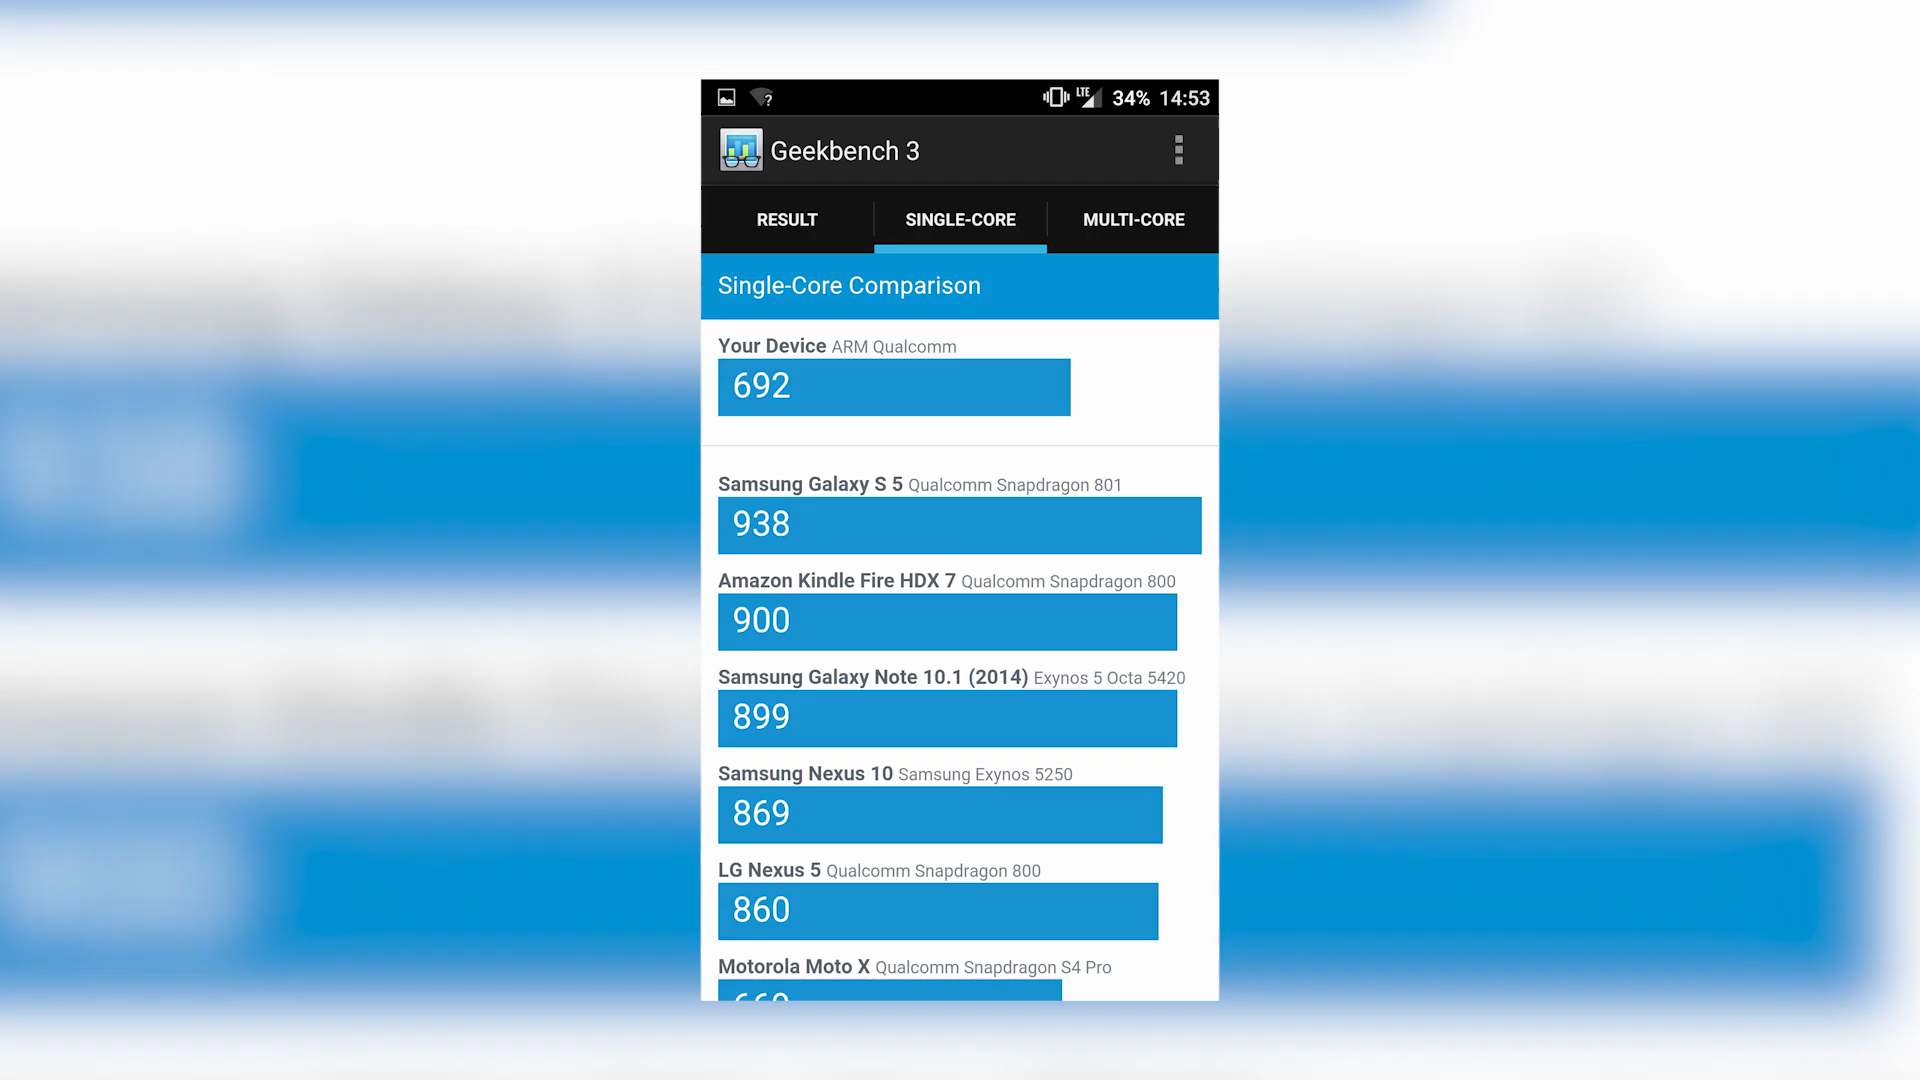 ? LTE 34% 14:53
Geekbench 3
RESULT SINGLE-CORE MULTI-CORE
Single-Core Comparison
Your Device ARM Qualcomm
692
Samsung Galaxy S 5 Qualcomm Snapdragon 801
938
Amazon Kindle Fire HDX 7 Qualcomm Snapdragon 800
900
Samsung Galaxy Note 10.1 (2014) Exynos 5 Octa 5420
899
Samsung Nexus 10 Samsung Exynos 5250
869
LG Nexus 5 Qualcomm Snapdragon 800
860
Motorola Moto X Qualcomm Snapdragon S4 Pro